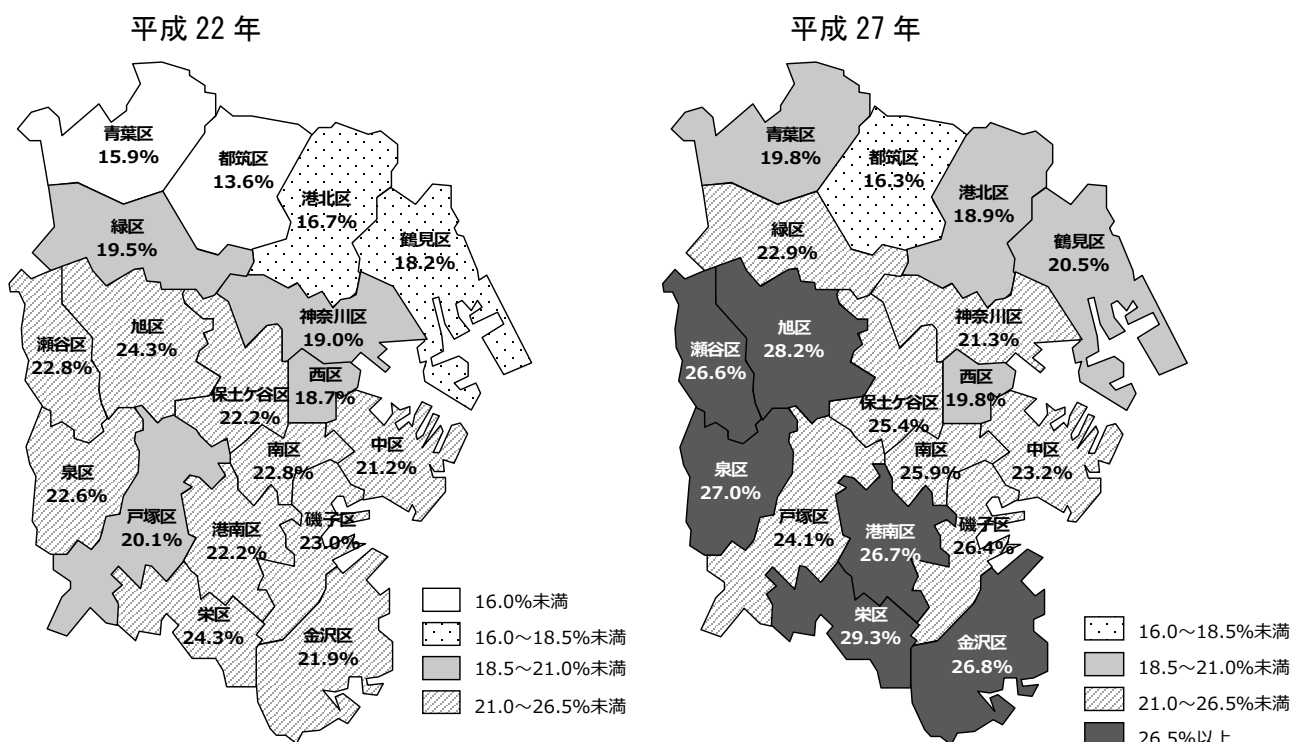 平成 22 年
青葉区
15.9%
都筑区
13.6%
港北区
16.7%
鶴見区
18.2%
緑区
19.5%
神奈川区
19.0%
瀬谷区
22.8%
旭区
24.3%
西区
18.7%
保土ケ谷区
22.2%
南区
22.8%
中区
21.2%
泉区
22.6%
戸塚区
20.1%
港南区
22.2%
磯子区
23.0%
栄区
24.3%
金沢区
21.9%
16.0%未満
16.0～18.5%未満
18.5～21.0%未満
21.0～26.5%未満
平成 27 年
青葉区
19.8%
都筑区
16.3%
港北区
18.9%
鶴見区
20.5%
緑区
22.9%
神奈川区
21.3%
瀬谷区
26.6%
旭区
28.2%
西区
19.8%
保土ケ谷区
25.4%
南区
25.9%
中区
23.2%
泉区
27.0%
戸塚区
24.1%
港南区
26.7%
磯子区
26.4%
栄区
29.3%
金沢区
26.8%
16.0～18.5%未満
18.5～21.0%未満
21.0～26.5%未満
26.5%以上